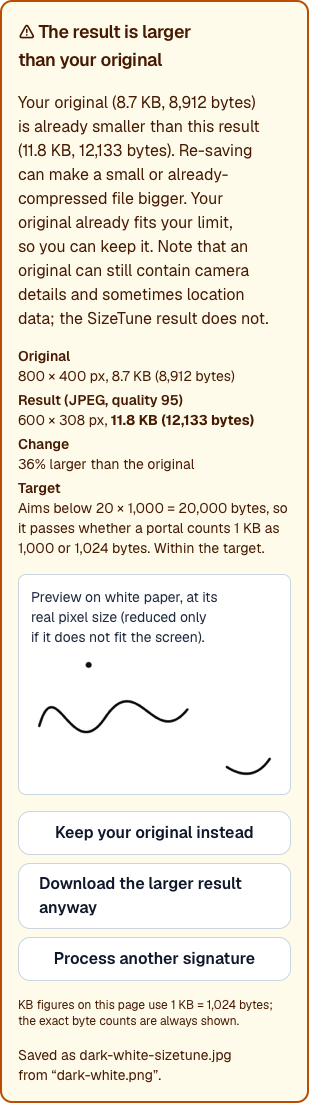 ⚠ The result is larger
than your original
Your original (8.7 KB, 8,912 bytes)
is already smaller than this result
(11.8 KB, 12,133 bytes). Re-saving
can make a small or already-
compressed file bigger. Your
original already fits your limit,
so you can keep it. Note that an
original can still contain camera
details and sometimes location
data; the SizeTune result does not.
Original
800 × 400 px, 8.7 KB (8,912 bytes)
Result (JPEG, quality 95)
600 × 308 px, 11.8 KB (12,133 bytes)
Change
36% larger than the original
Target
Aims below 20 × 1,000 = 20,000 bytes, so
it passes whether a portal counts 1 KB as
1,000 or 1,024 bytes. Within the target.
Preview on white paper, at its
real pixel size (reduced only
if it does not fit the screen).
Keep your original instead
Download the larger result
anyway
Process another signature
KB figures on this page use 1 KB = 1,024 bytes;
the exact byte counts are always shown.
Saved as dark-white-sizetune.jpg
from “dark-white.png”.